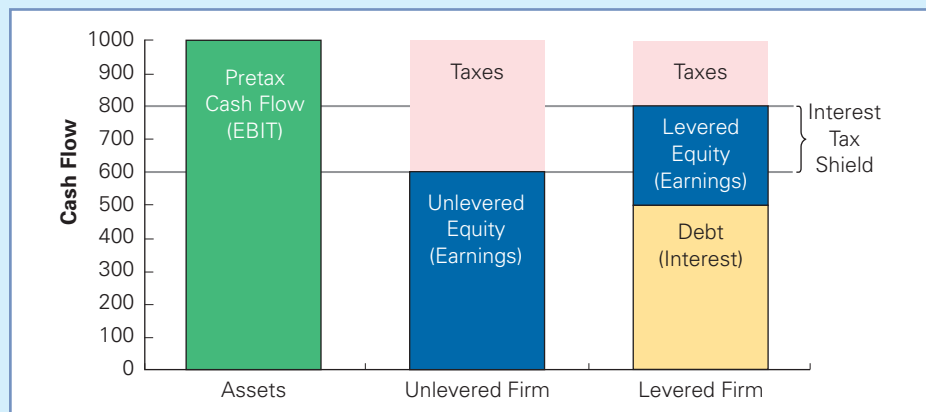 Cash Flow
1000
900
800
700
600
500
400
300
200
100
0
Pretax
Cash Flow
(EBIT)
Taxes
Unlevered
Equity
(Earnings)
Taxes
Levered
Equity
(Earnings)
Debt
(Interest)
Interest
Tax
Shield
Assets
Unlevered Firm
Levered Firm